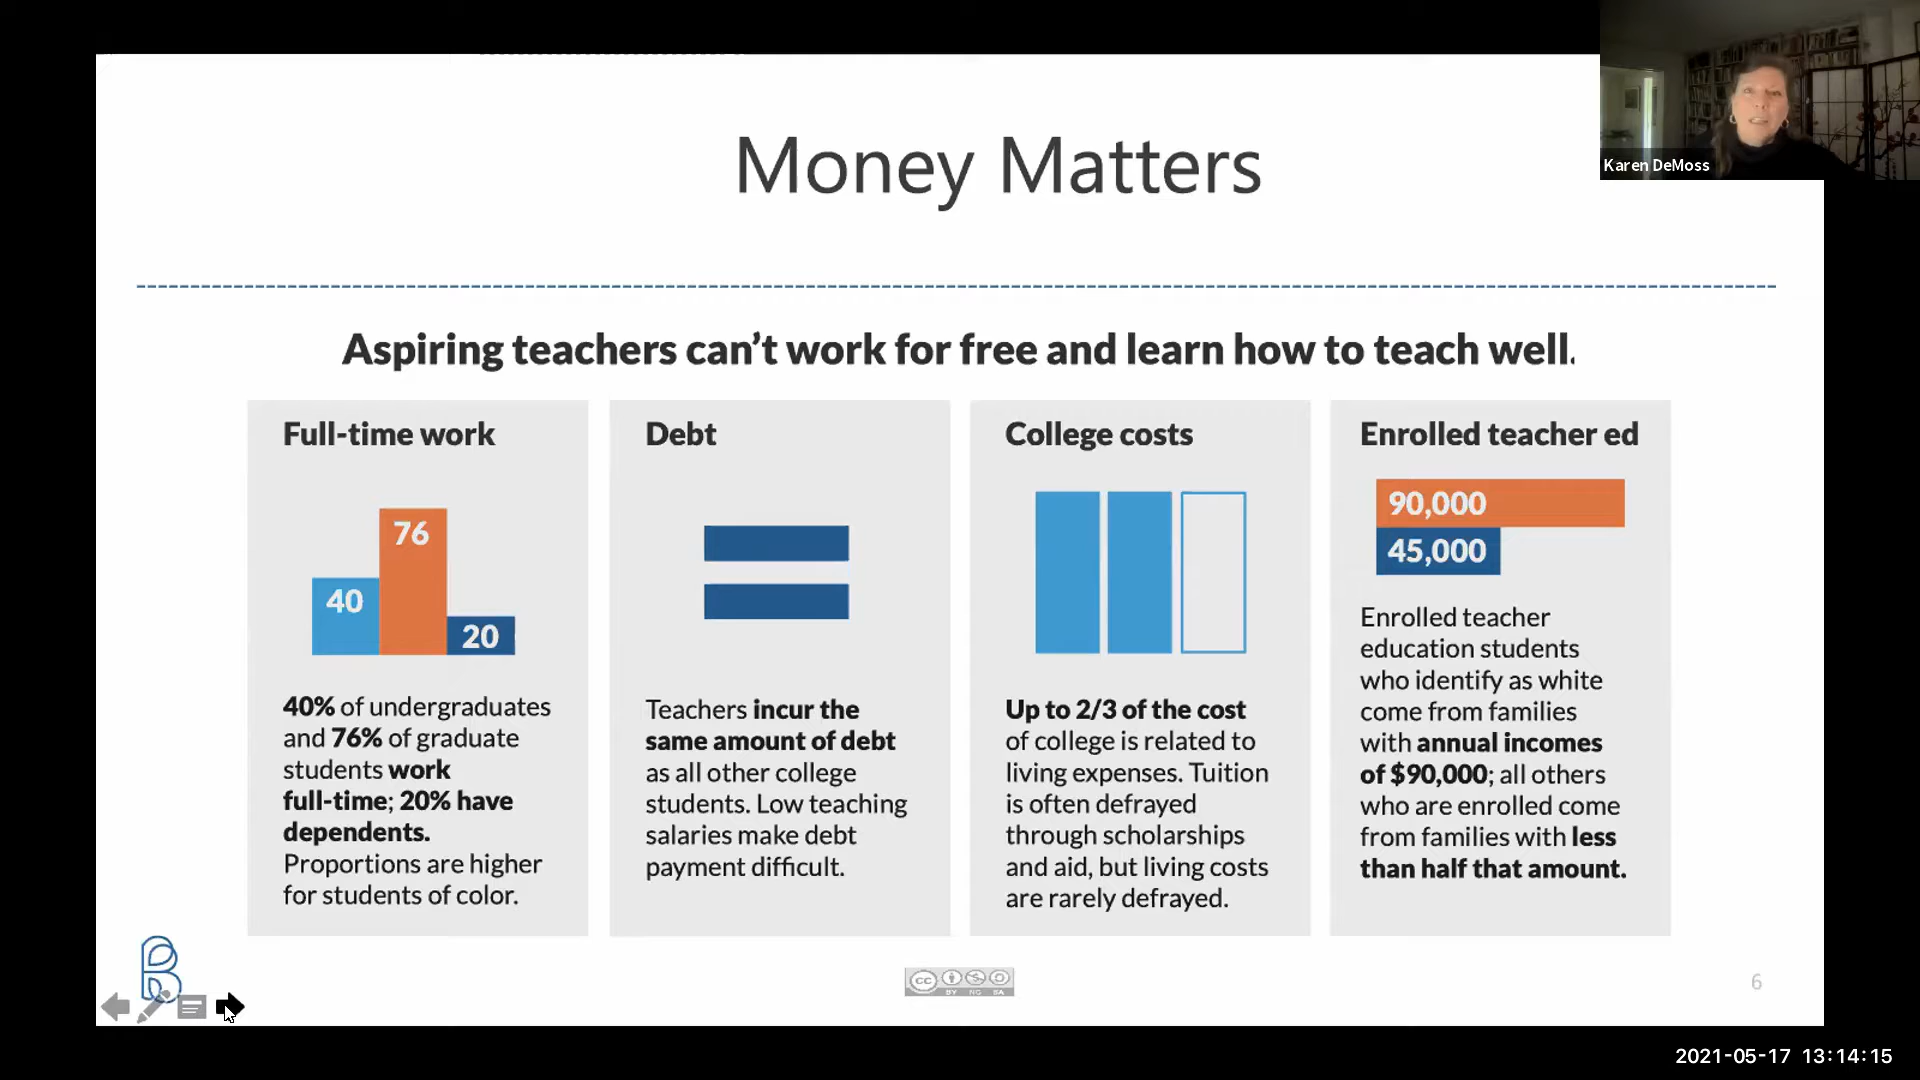 Karen DeMoss
Money Matters
Aspiring teachers can't work for free and learn how to teach well.
Full-time work
40
76
20
40% of undergraduates
and 76% of graduate
students work
full-time; 20% have
dependents.
Proportions are higher
for students of color.
Debt
Teachers incur the
same amount of debt
as all other college
students. Low teaching
salaries make debt
payment difficult.
College costs
Up to 2/3 of the cost
of college is related to
living expenses. Tuition
is often defrayed
through scholarships
and aid, but living costs
are rarely defrayed.
Enrolled teacher ed
90,000
45,000
Enrolled teacher
education students
who identify as white
come from families
with annual incomes
of $90,000; all others
who are enrolled come
from families with less
than half that amount.
B
cc
BY NC SA
6
2021-05-17 13:14:15